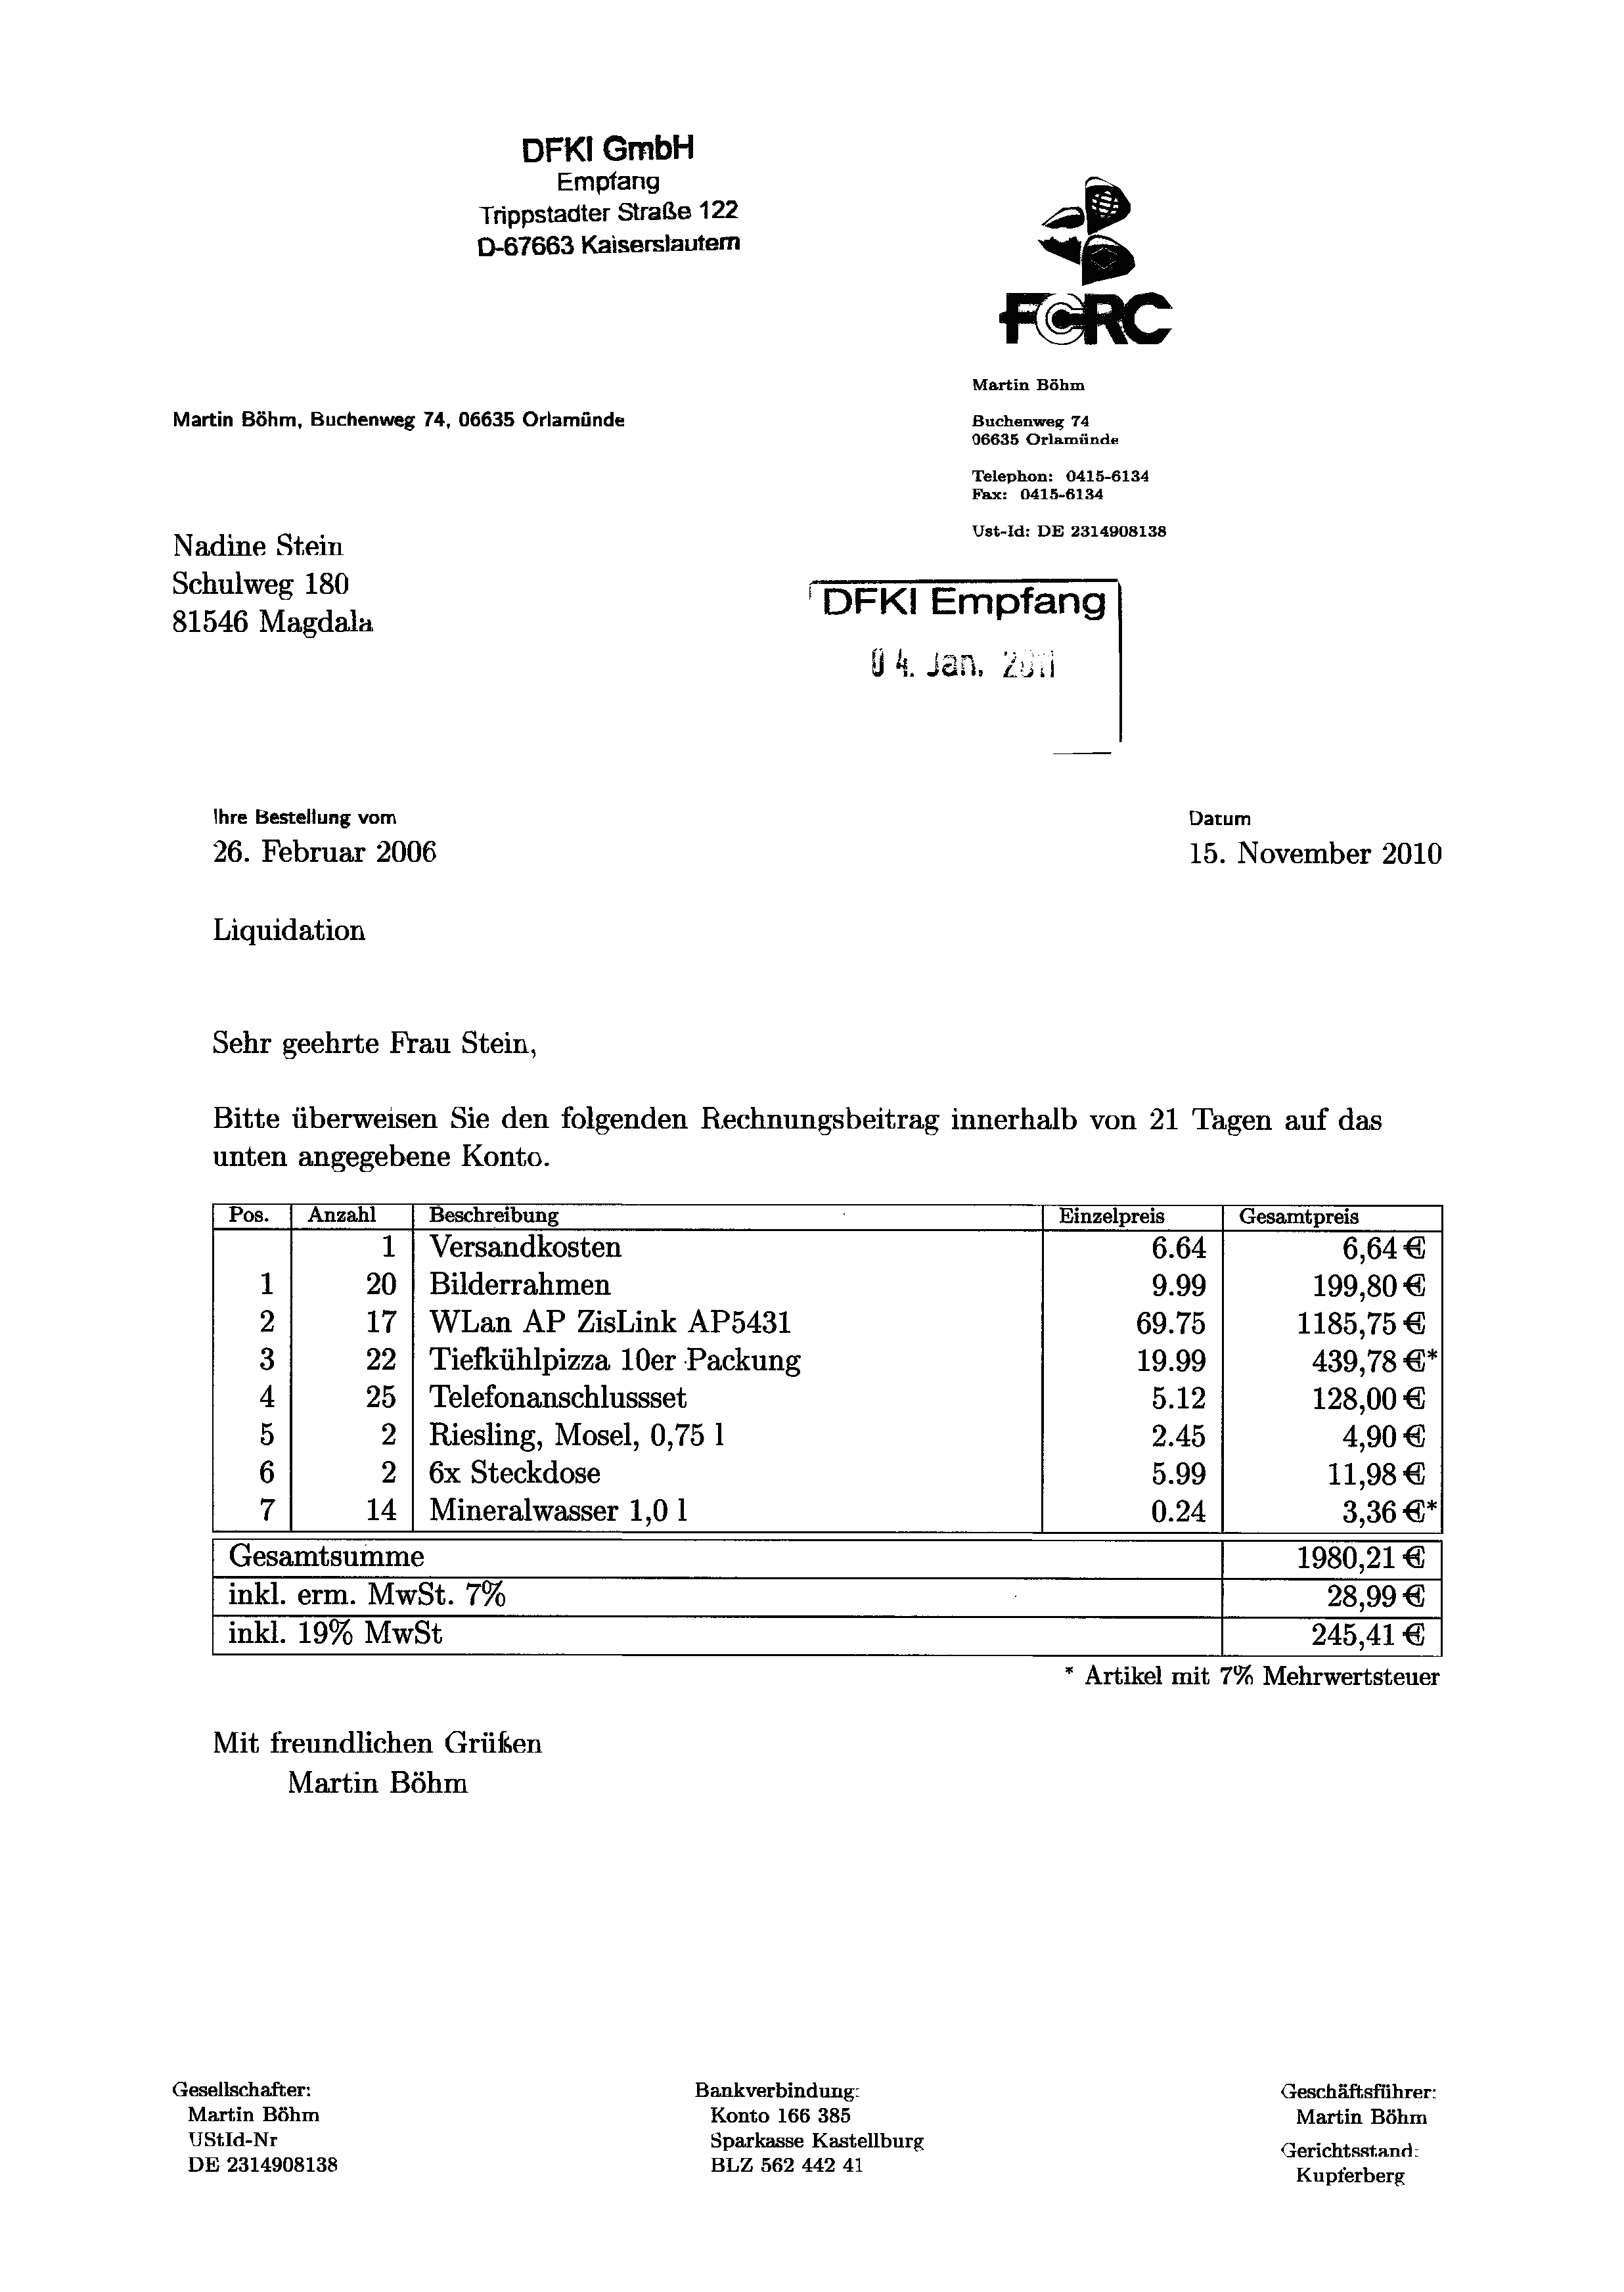 DFKI GmbH
Empfang
Trippstadter Straße 122
D-67663 Kaiserslautern
FCRC
Martin Böhm
Martin Böhm, Buchenweg 74, 06635 Orlamünde
Buchenweg 74
06635 Orlamünde
Telephon: 0415-6134
Fax: 0415-6134
Ust-Id: DE 2314908138
Nadine Stein
Schulweg 180
81546 Magdala
DFKI Empfang
04. Jan. 2011
Ihre Bestellung vom Datum
26. Februar 2006 15. November 2010
Liquidation
Sehr geehrte Frau Stein,
Bitte überweisen Sie den folgenden Rechnungsbeitrag innerhalb von 21 Tagen auf das
unten angegebene Konto.
Pos. Anzahl Beschreibung Einzelpreis Gesamtpreis
1 Versandkosten 6.64 6,64 €
1 20 Bilderrahmen 9.99 199,80 €
2 17 WLan AP ZisLink AP5431 69.75 1185,75 €
3 22 Tiefkühlpizza 10er Packung 19.99 439,78 €*
4 25 Telefonanschlussset 5.12 128,00 €
5 2 Riesling, Mosel, 0,75 l 2.45 4,90 €
6 2 6x Steckdose 5.99 11,98 €
7 14 Mineralwasser 1,0 l 0.24 3,36 €*
Gesamtsumme 1980,21 €
inkl. erm. MwSt. 7% 28,99 €
inkl. 19% MwSt 245,41 €
* Artikel mit 7% Mehrwertsteuer
Mit freundlichen Grüßen
Martin Böhm
Gesellschafter:
Martin Böhm
UStId-Nr
DE 2314908138
Bankverbindung:
Konto 166 385
Sparkasse Kastellburg
BLZ 562 442 41
Geschäftsführer:
Martin Böhm
Gerichtsstand:
Kupferberg